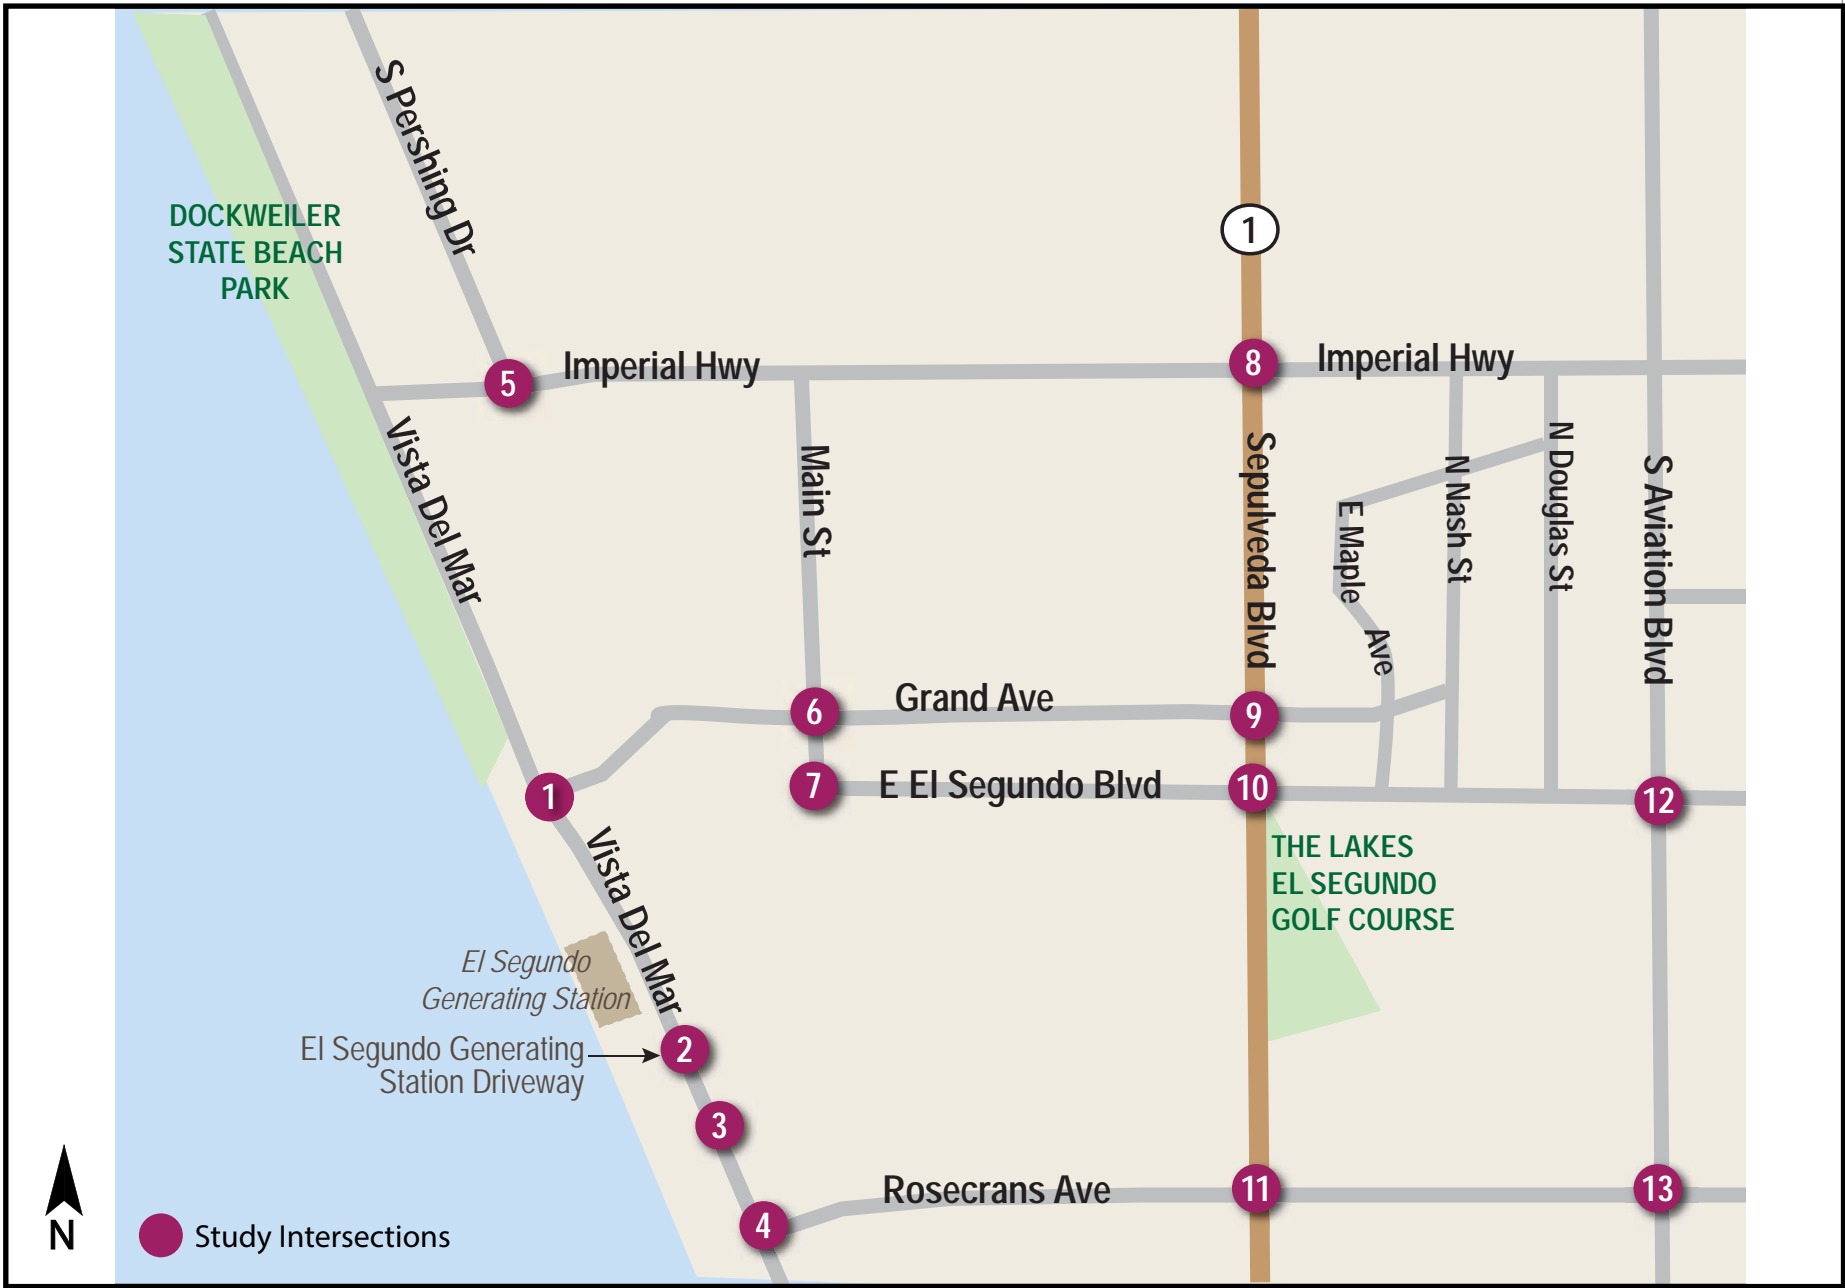 S Pershing Dr
DOCKWEILER
STATE BEACH
PARK
1
5
Imperial Hwy
8
Imperial Hwy
Vista Del Mar
Main St
Sepulveda Blvd
E Maple
Ave
N Nash St
N Douglas St
S Aviation Blvd
6
Grand Ave
9
1
7
E El Segundo Blvd
10
12
Vista Del Mar
THE LAKES
EL SEGUNDO
GOLF COURSE
El Segundo
Generating Station
El Segundo Generating
Station Driveway
2
3
4
Rosecrans Ave
11
13
N
Study Intersections